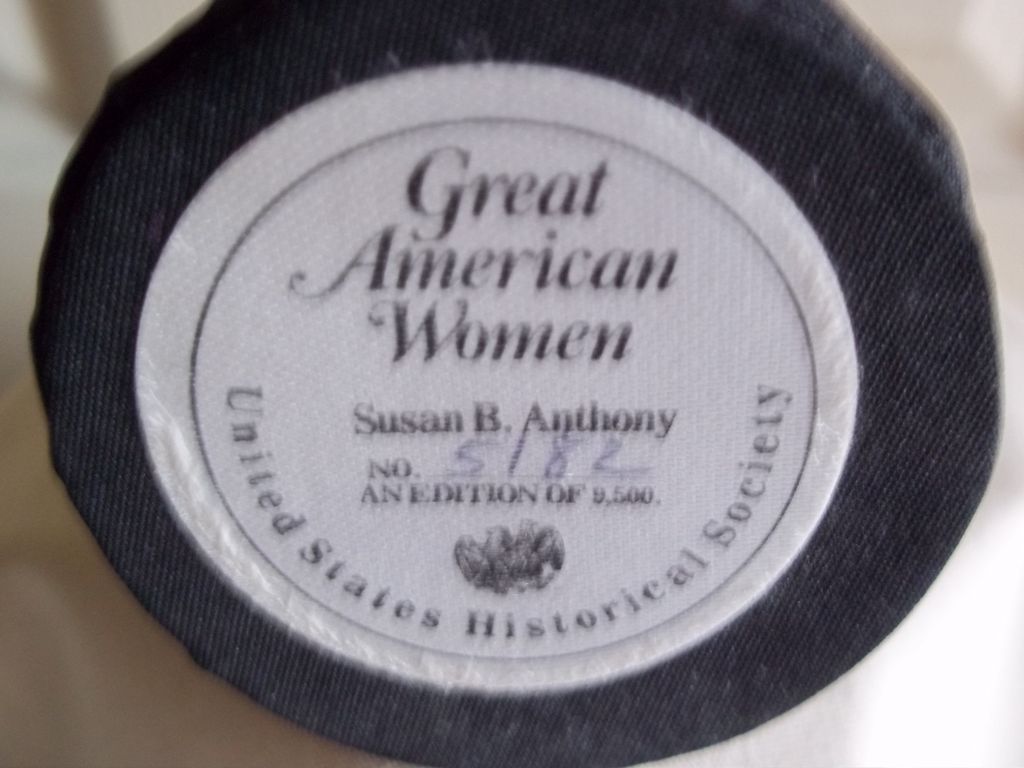 Great
American
Women
Susan B. Anthony
NO. 5182
AN EDITION OF 9,500.
United States Historical Society